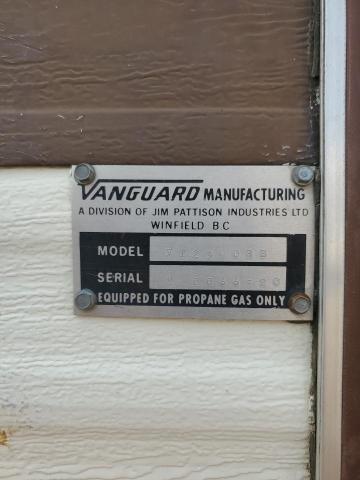 VANGUARD MANUFACTURING
A DIVISION OF JIM PATTISON INDUSTRIES LTD
WINFIELD B.C
MODEL
SERIAL
EQUIPPED FOR PROPANE GAS ONLY